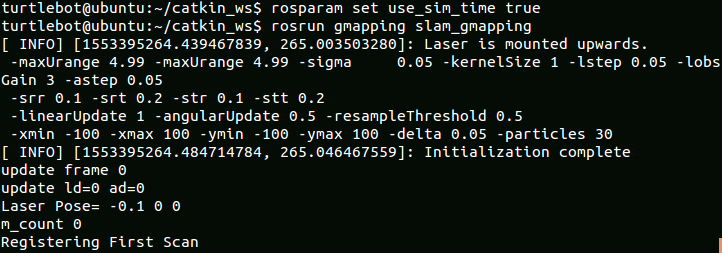 turtlebot@ubuntu:~/catkin_ws$ rosparam set use_sim_time true
turtlebot@ubuntu:~/catkin_ws$ rosrun gmapping slam_gmapping
[ INFO] [1553395264.439467839, 265.003503280]: Laser is mounted upwards.
 -maxUrange 4.99 -maxUrange 4.99 -sigma     0.05 -kernelSize 1 -lstep 0.05 -lobs
Gain 3 -astep 0.05
 -srr 0.1 -srt 0.2 -str 0.1 -stt 0.2
 -linearUpdate 1 -angularUpdate 0.5 -resampleThreshold 0.5
 -xmin -100 -xmax 100 -ymin -100 -ymax 100 -delta 0.05 -particles 30
[ INFO] [1553395264.484714784, 265.046467559]: Initialization complete
update frame 0
update ld=0 ad=0
Laser Pose= -0.1 0 0
m_count 0
Registering First Scan